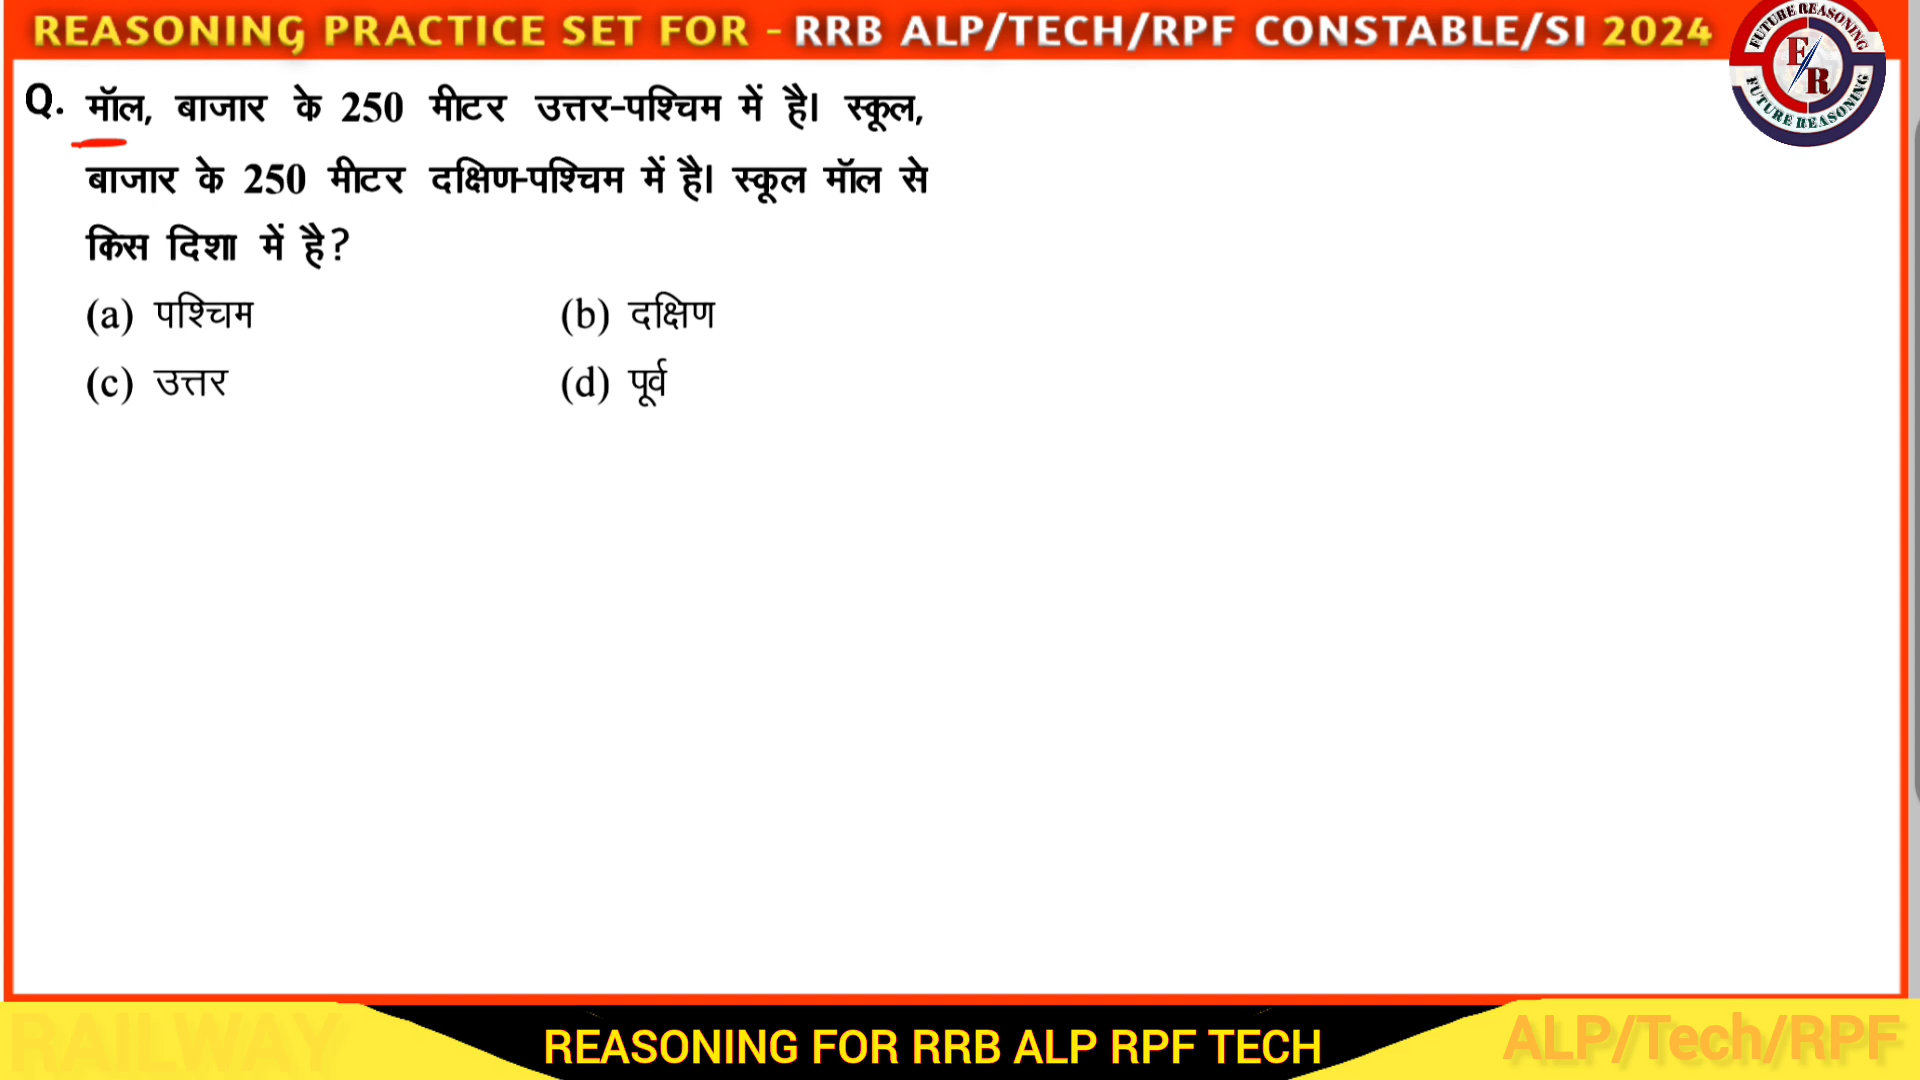 REASONING PRACTICE SET FOR - RRB ALP/TECH/RPF CONSTABLE/SI 2024
FUTURE REASONING
E R
FUTURE REASONING
Q. मॉल, बाजार के 250 मीटर उत्तर-पश्चिम में है। स्कूल,
बाजार के 250 मीटर दक्षिण-पश्चिम में है। स्कूल मॉल से
किस दिशा में है?
(a) पश्चिम (b) दक्षिण
(c) उत्तर (d) पूर्व
RAILWAY
REASONING FOR RRB ALP RPF TECH
ALP/Tech/RPF